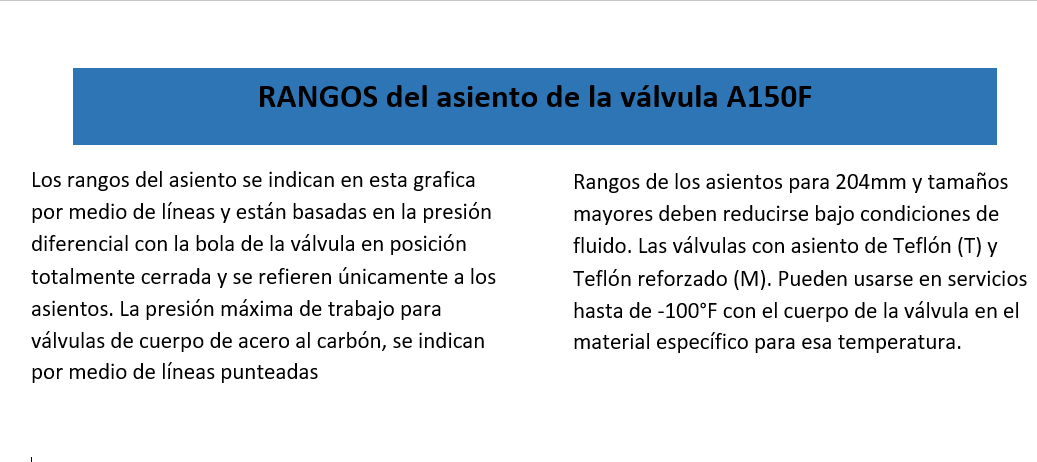 RANGOS del asiento de la válvula A150F
Los rangos del asiento se indican en esta grafica
por medio de líneas y están basadas en la presión
diferencial con la bola de la válvula en posición
totalmente cerrada y se refieren únicamente a los
asientos. La presión máxima de trabajo para
válvulas de cuerpo de acero al carbón, se indican
por medio de líneas punteadas
Rangos de los asientos para 204mm y tamaños
mayores deben reducirse bajo condiciones de
fluido. Las válvulas con asiento de Teflón (T) y
Teflón reforzado (M). Pueden usarse en servicios
hasta de -100°F con el cuerpo de la válvula en el
material específico para esa temperatura.